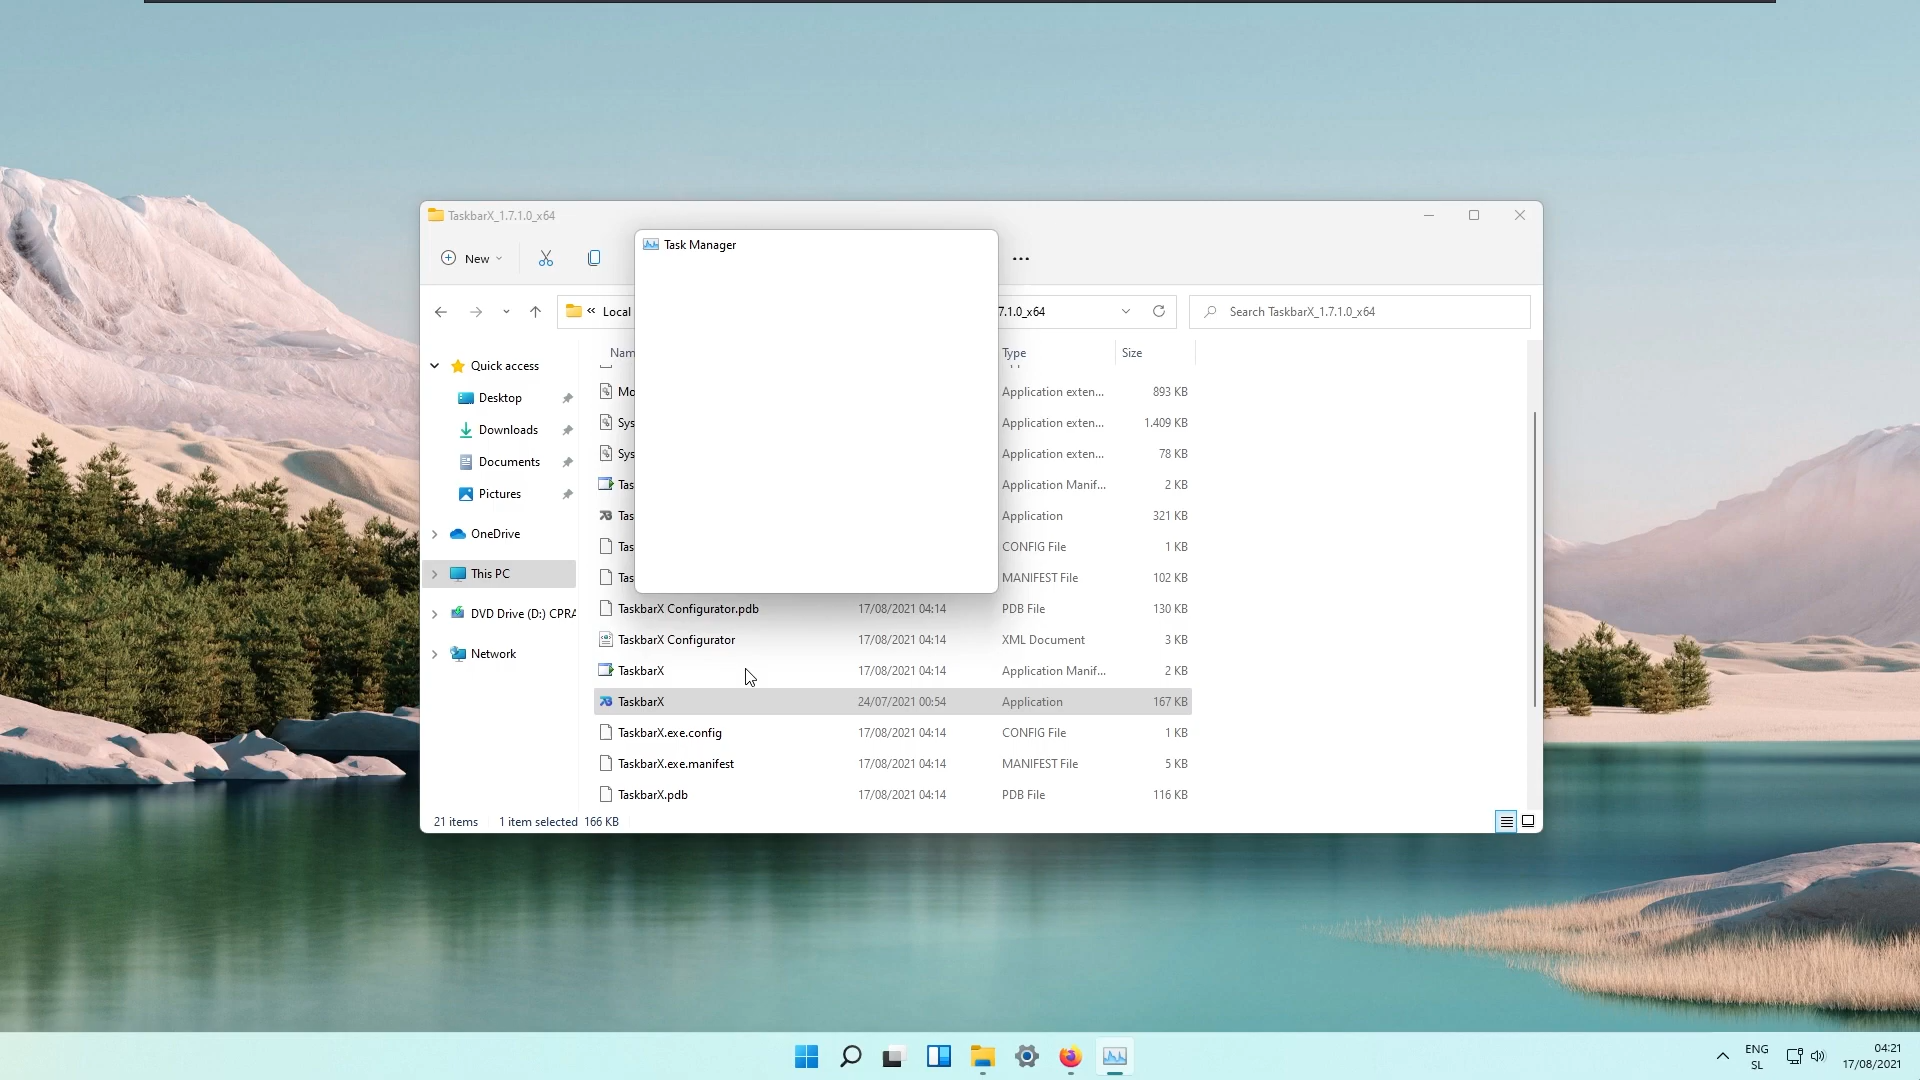 TaskbarX_1.7.1.0_x64
Task Manager
New
Local
7.1.0_x64
Search TaskbarX_1.7.1.0_x64
Nam
Type
Size
Quick access
Desktop
Downloads
Documents
Pictures
OneDrive
This PC
DVD Drive (D:) CPRA
Network
Mo
Application exten...
893 KB
Sys
Application exten...
1.409 KB
Sys
Application exten...
78 KB
Tas
Application Manif...
2 KB
Tas
Application
321 KB
Tas
CONFIG File
1 KB
Tas
MANIFEST File
102 KB
TaskbarX Configurator.pdb
17/08/2021 04:14
PDB File
130 KB
TaskbarX Configurator
17/08/2021 04:14
XML Document
3 KB
TaskbarX
17/08/2021 04:14
Application Manif...
2 KB
TaskbarX
24/07/2021 00:54
Application
167 KB
TaskbarX.exe.config
17/08/2021 04:14
CONFIG File
1 KB
TaskbarX.exe.manifest
17/08/2021 04:14
MANIFEST File
5 KB
TaskbarX.pdb
17/08/2021 04:14
PDB File
116 KB
21 items
1 item selected 166 KB
ENG
SL
04:21
17/08/2021